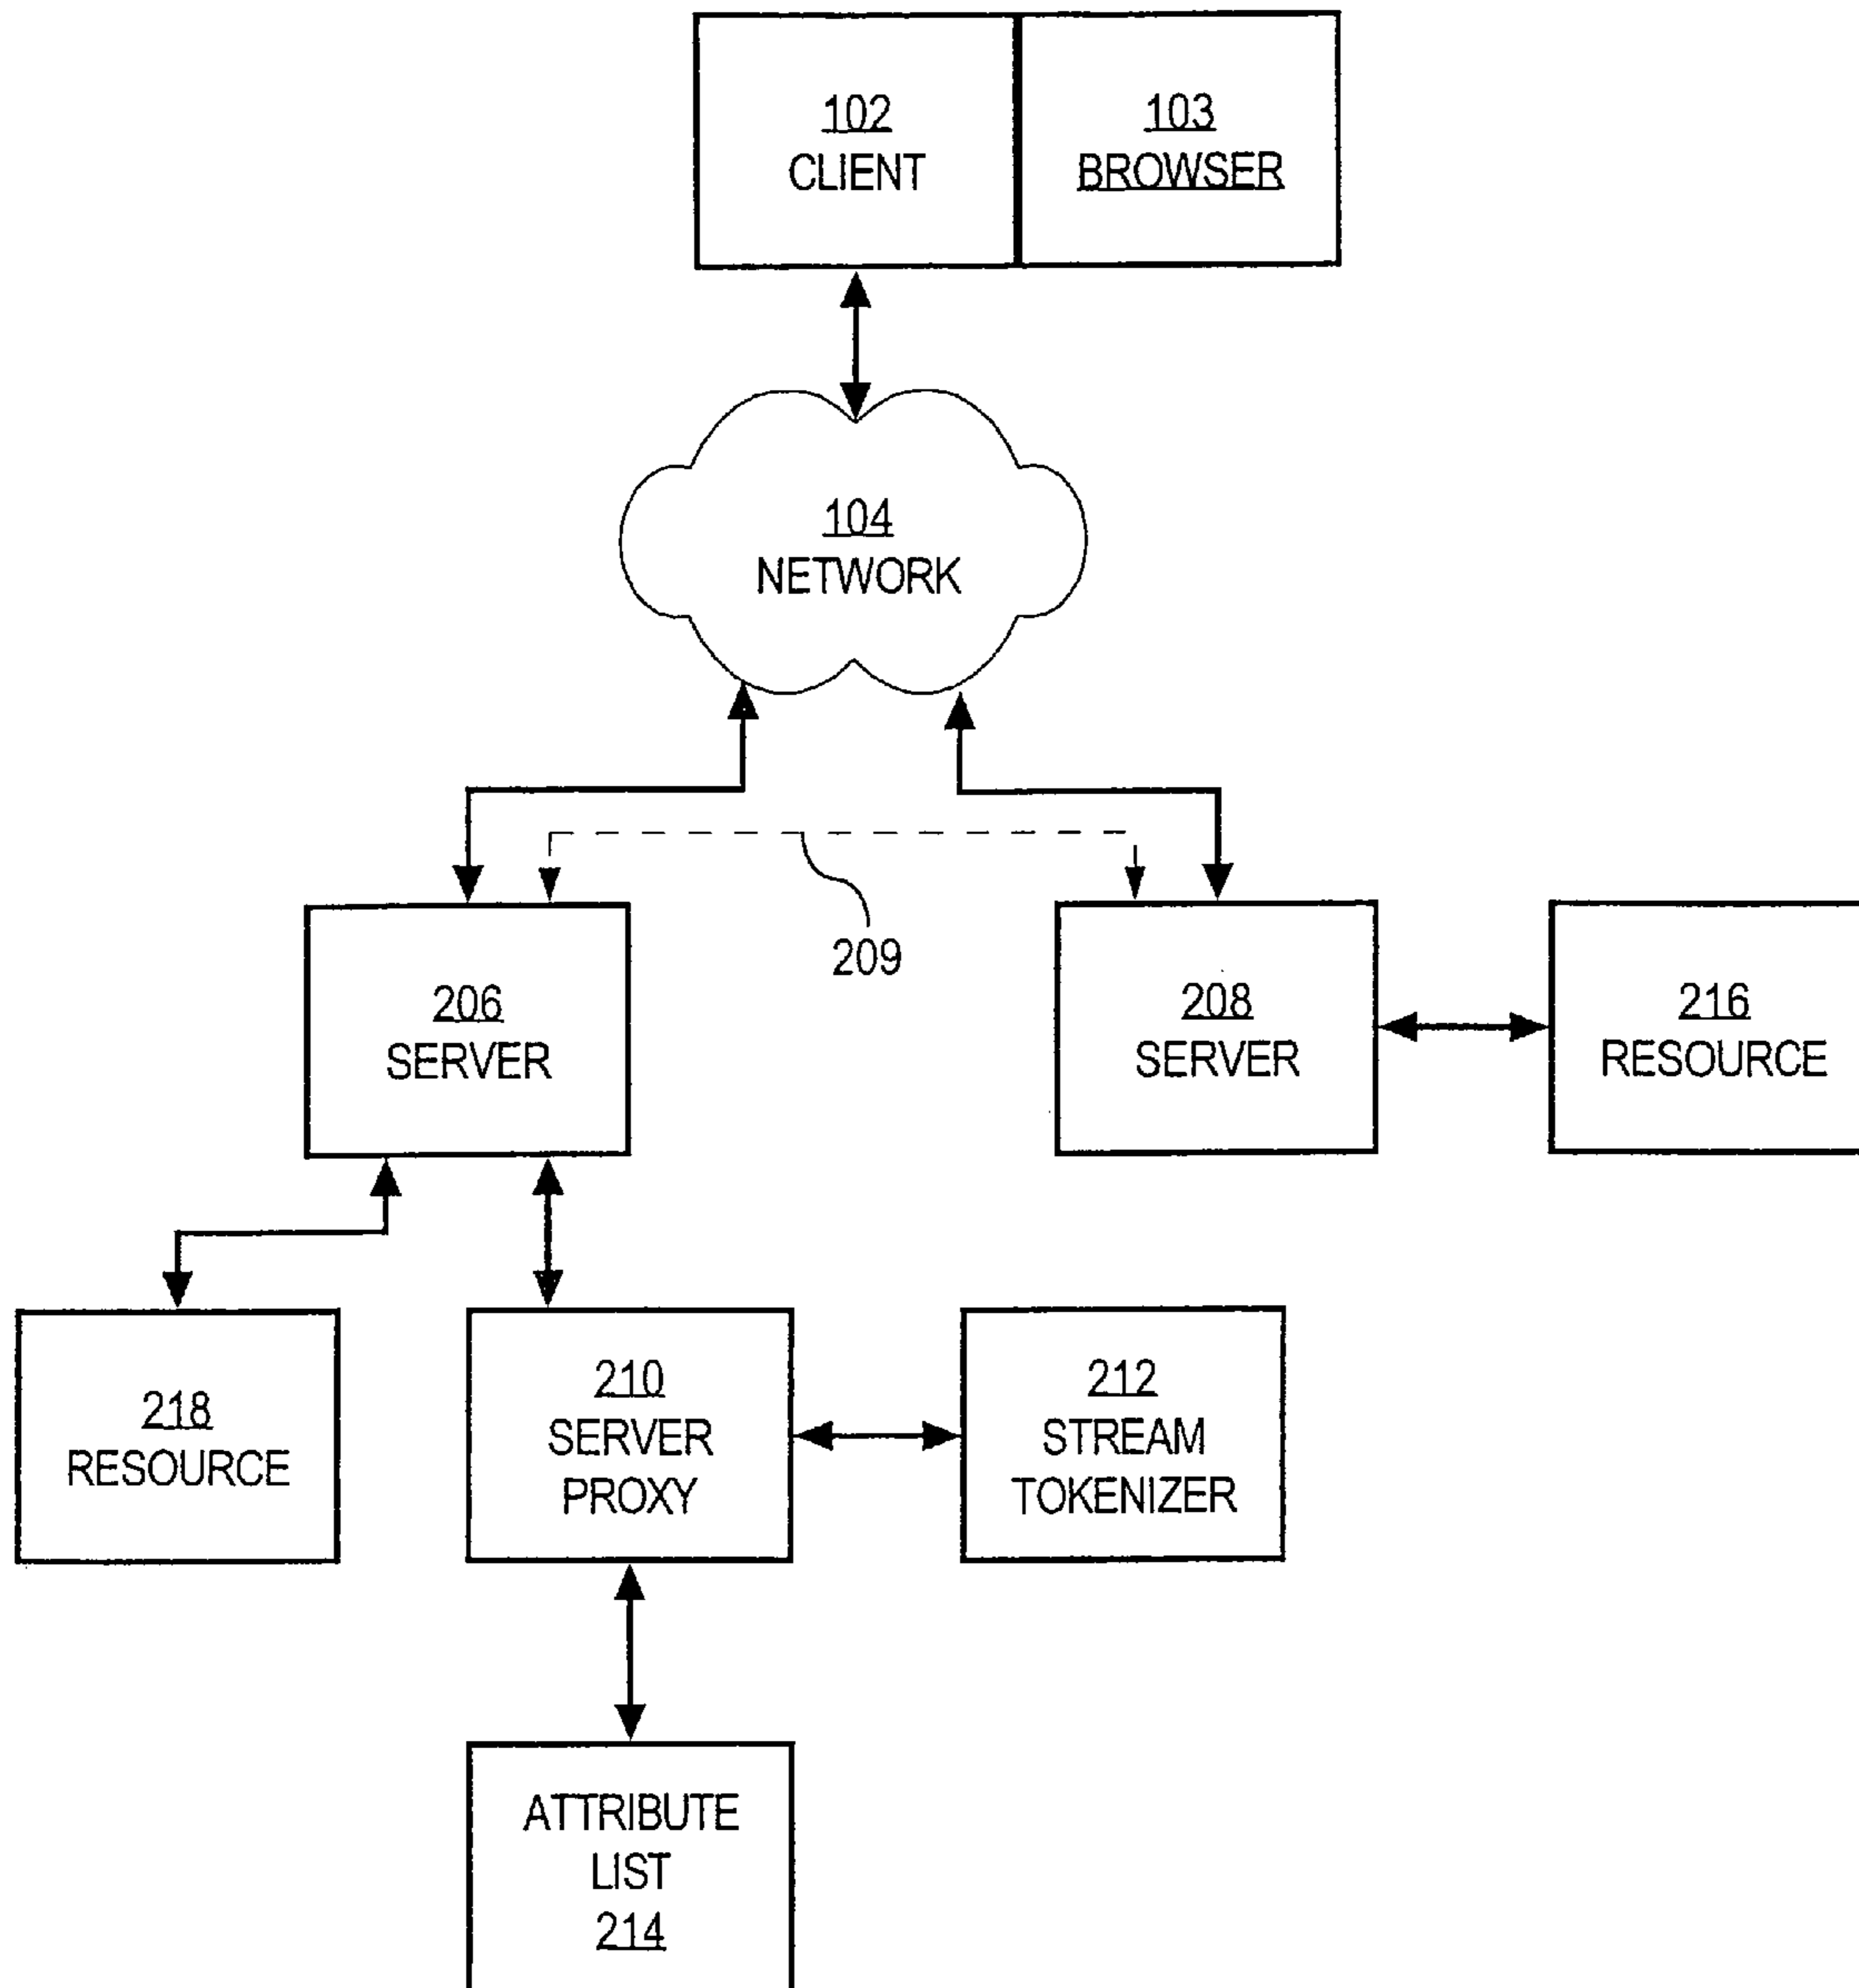 102
CLIENT
103
BROWSER
104
NETWORK
209
206
SERVER
208
SERVER
216
RESOURCE
218
RESOURCE
210
SERVER
PROXY
212
STREAM
TOKENIZER
ATTRIBUTE
LIST
214